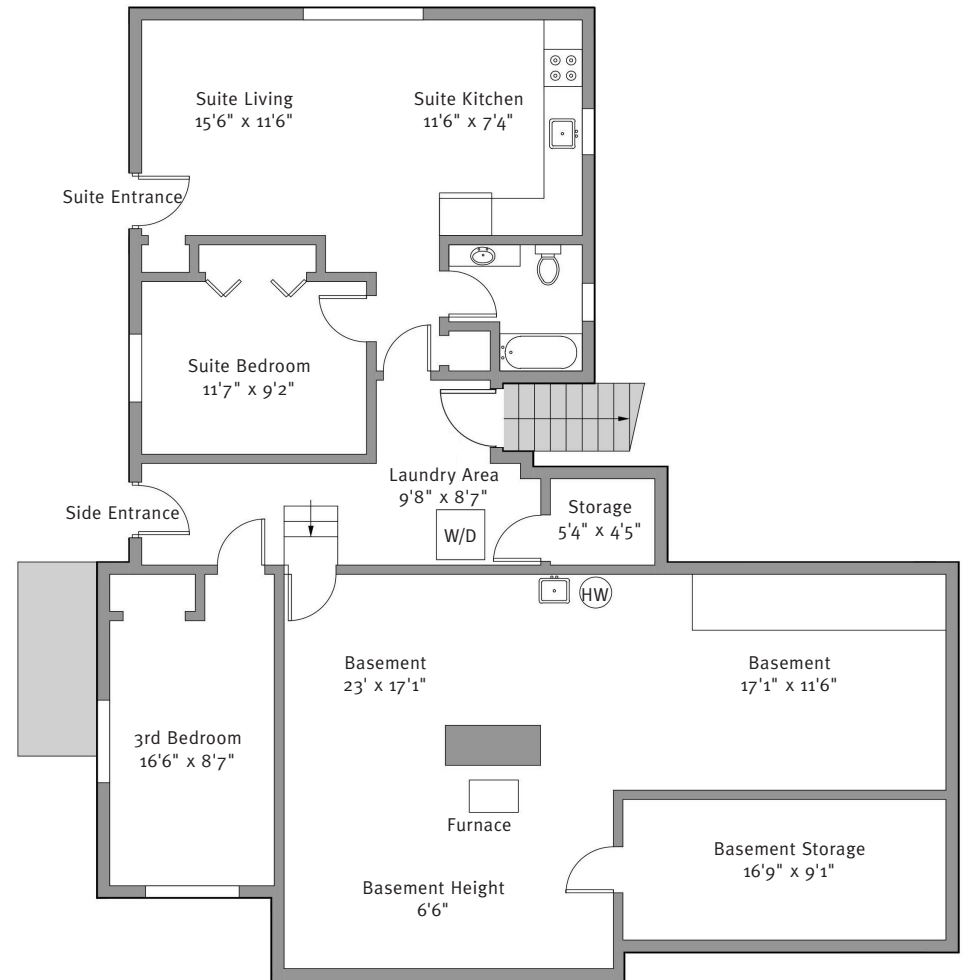 Suite Living
15'6" x 11'6"
Suite Kitchen
11'6" x 7'4"
Suite Entrance
Suite Bedroom
11'7" x 9'2"
Laundry Area
9'8" x 8'7"
Side Entrance
W/D
Storage
5'4" x 4'5"
HW
Basement
23' x 17'1"
Basement
17'1" x 11'6"
3rd Bedroom
16'6" x 8'7"
Furnace
Basement Storage
16'9" x 9'1"
Basement Height
6'6"